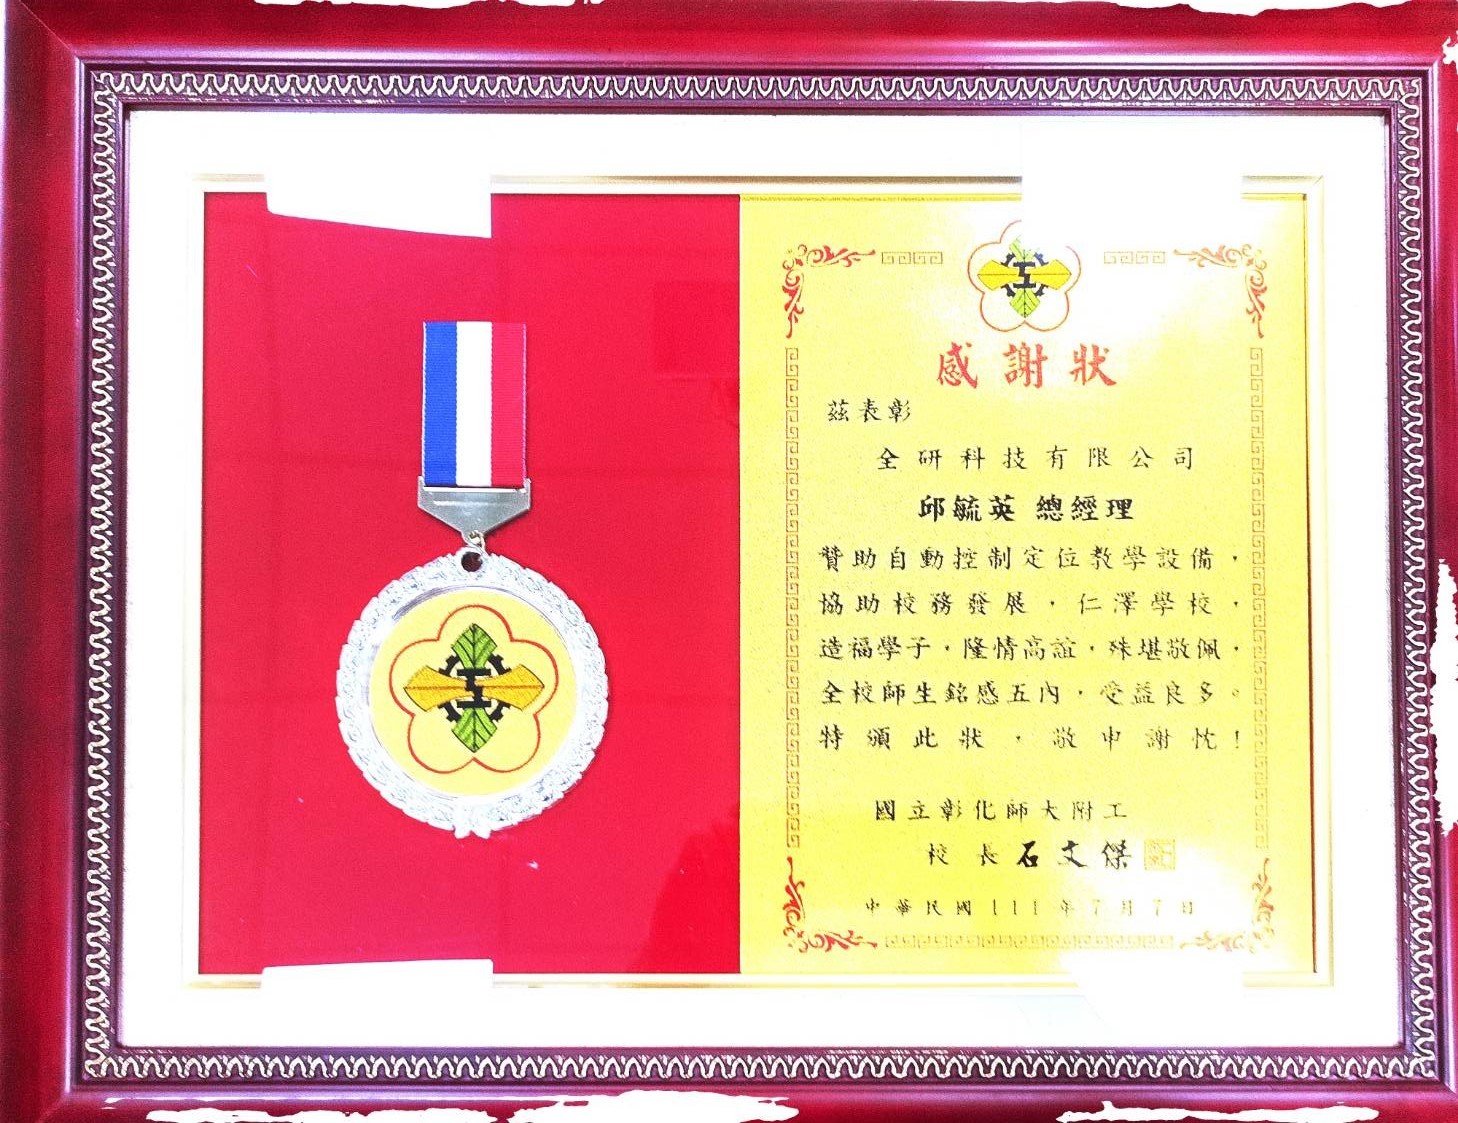 工
感謝狀
茲表彰
全研科技有限公司
邱毓英 總經理
贊助自動控制定位教學設備，
協助校務發展，仁澤學校，
造福學子，隆情高誼，殊堪敬佩，
全校師生銘感五內，受益良多。
特頒此狀，敬申謝忱！
國立彰化師大附工
校長 石文傑
中華民國111年7月7日
工